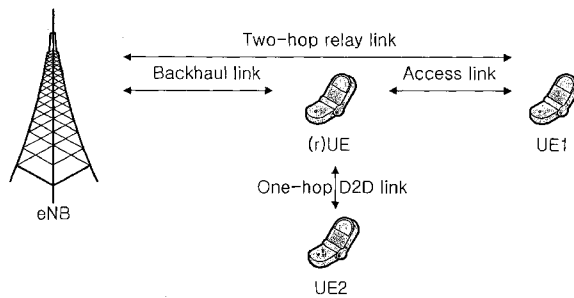 Two-hop relay link
Backhaul link
Access link
(r)UE
UE1
One-hop D2D link
eNB
UE2